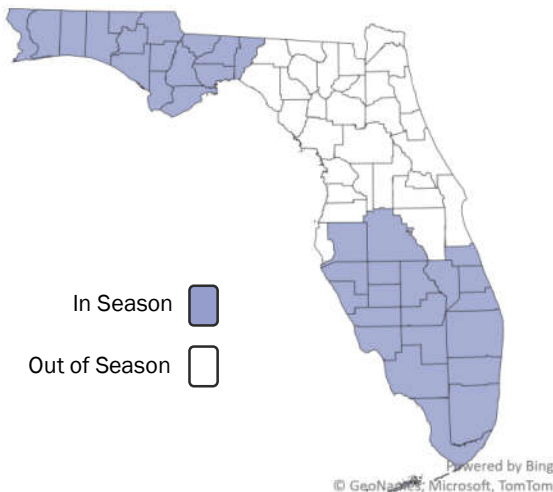 In Season
Out of Season
Powered by Bing
© GeoNames, Microsoft, TomTom